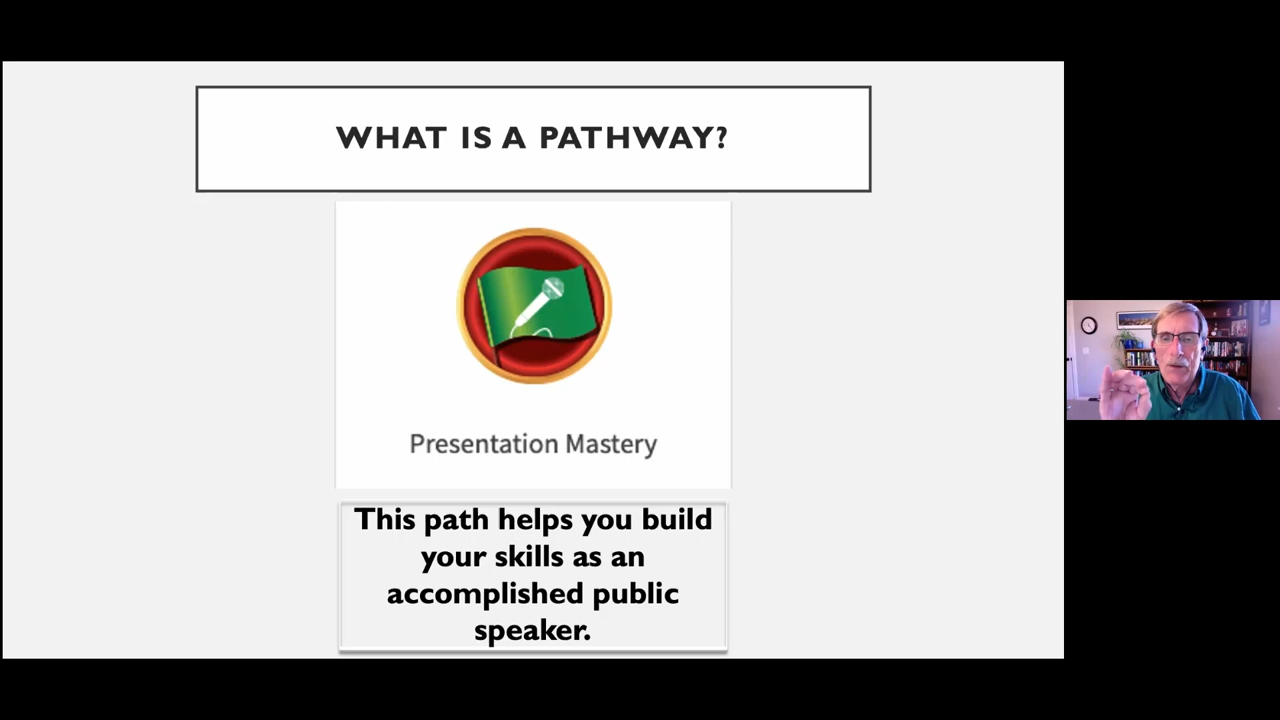 WHAT IS A PATHWAY?
Presentation Mastery
This path helps you build
your skills as an
accomplished public
speaker.